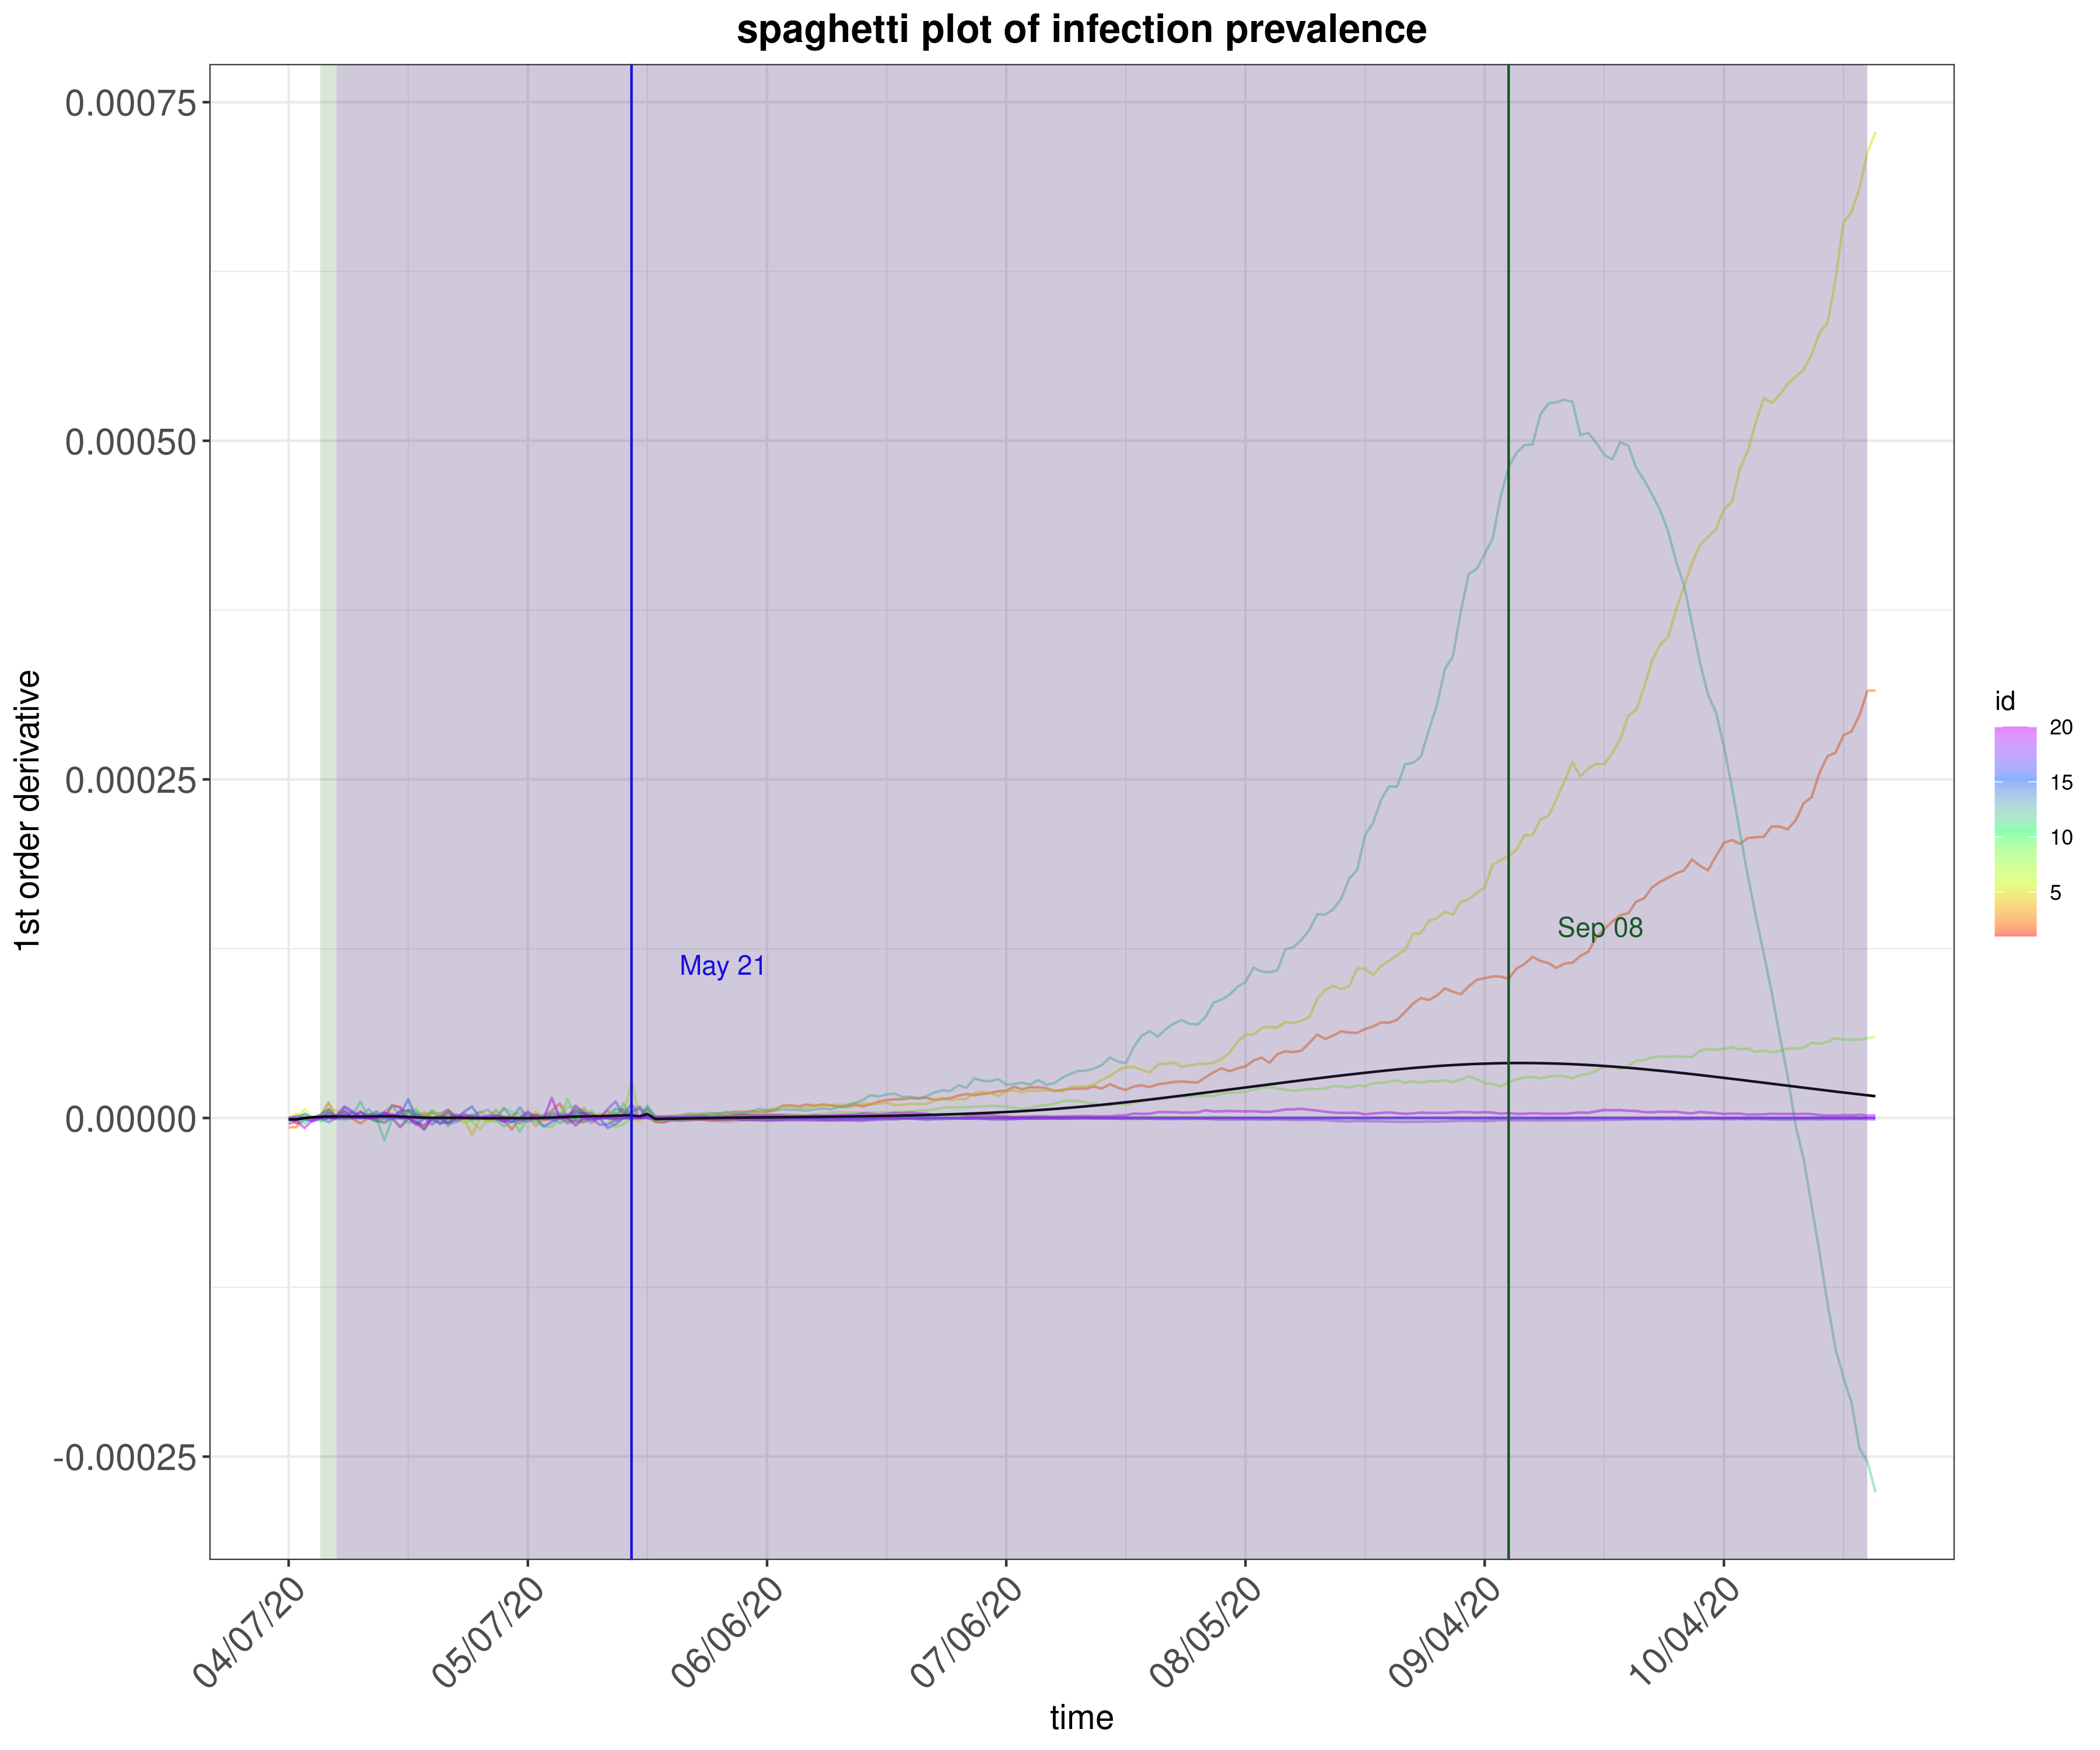 spaghetti plot of infection prevalence
1st order derivative
0.00075
0.00050
0.00025
0.00000
-0.00025
May 21
Sep 08
04/07/20
05/07/20
06/06/20
07/06/20
08/05/20
09/04/20
10/04/20
time
id
20
15
10
5